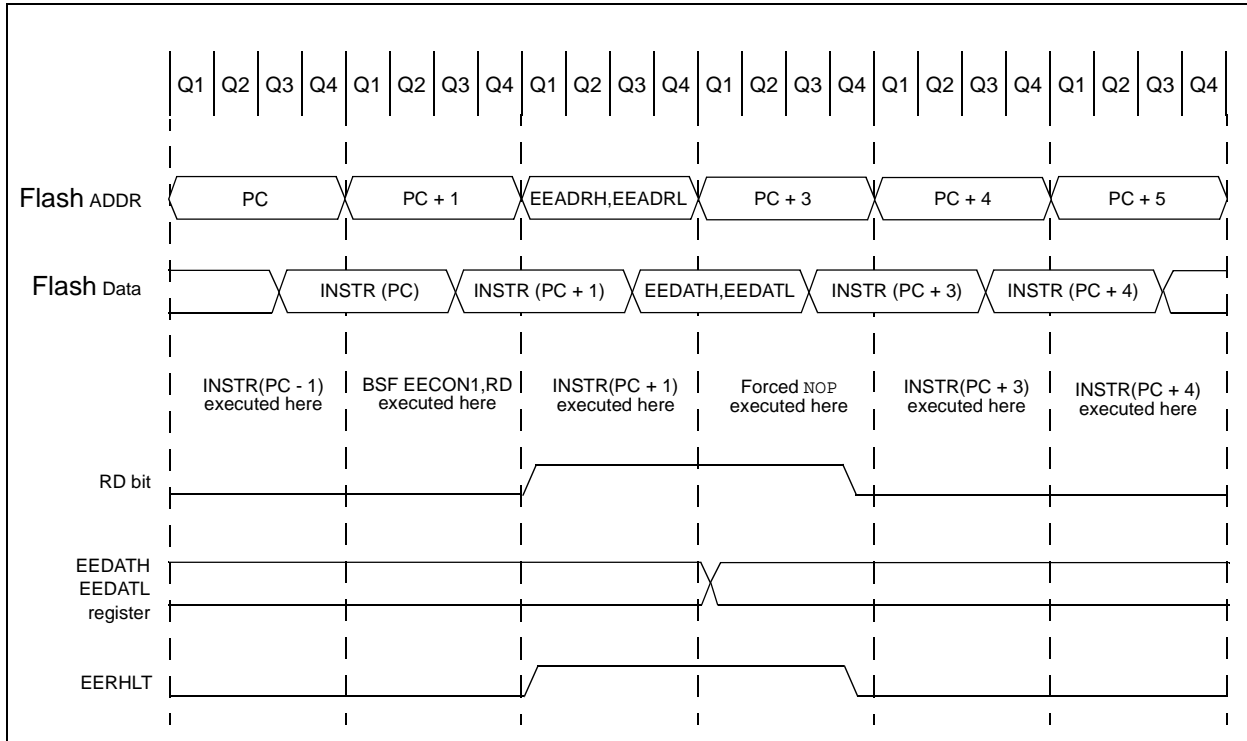 Q1 Q2 Q3 Q4 Q1 Q2 Q3 Q4 Q1 Q2 Q3 Q4 Q1 Q2 Q3 Q4 Q1 Q2 Q3 Q4 Q1 Q2 Q3 Q4
Flash ADDR PC PC + 1 EEADRH,EEADRL PC + 3 PC + 4 PC + 5
Flash Data INSTR (PC) INSTR (PC + 1) EEDATH,EEDATL INSTR (PC + 3) INSTR (PC + 4)
INSTR(PC - 1)
executed here
BSF EECON1,RD
executed here
INSTR(PC + 1)
executed here
Forced NOP
executed here
INSTR(PC + 3)
executed here
INSTR(PC + 4)
executed here
RD bit
EEDATH
EEDATL
register
EERHLT